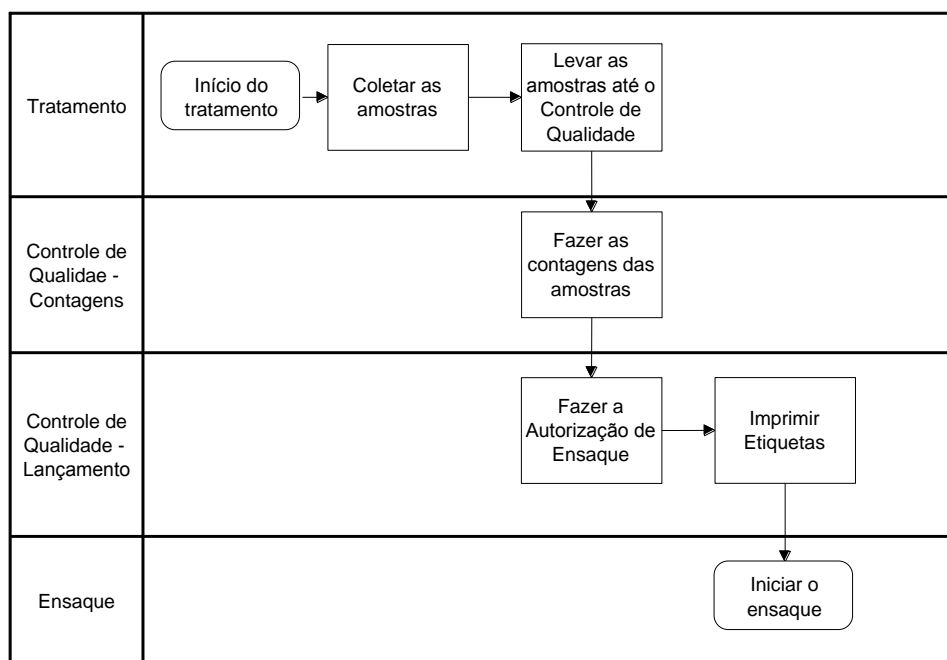 Tratamento
Início do
tratamento
Coletar as
amostras
Levar as
amostras até o
Controle de
Qualidade
Controle de
Qualidae -
Contagens
Fazer as
contagens das
amostras
Controle de
Qualidade -
Lançamento
Fazer a
Autorização de
Ensaque
Imprimir
Etiquetas
Ensaque
Iniciar o
ensaque